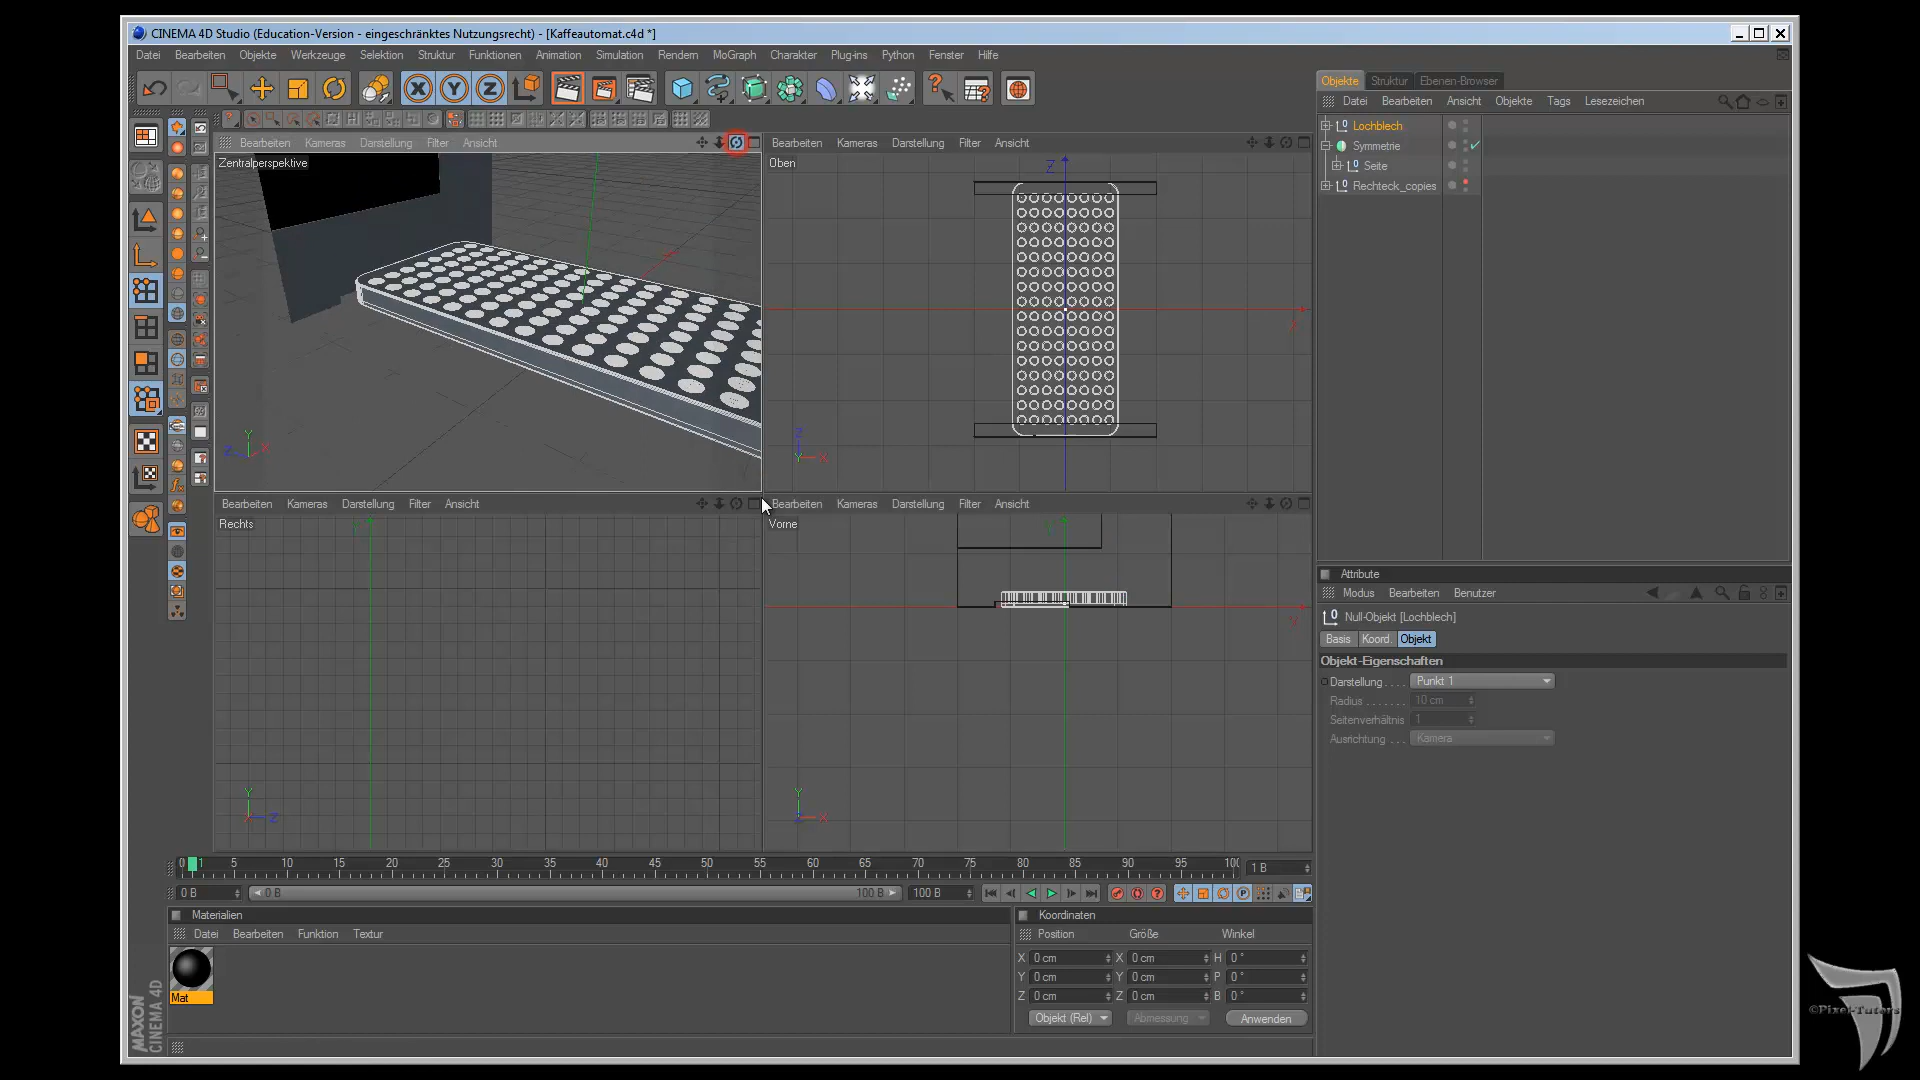 CINEMA 4D Studio (Education-Version - eingeschränktes Nutzungsrecht) - [Kaffeautomat.c4d *]
Datei Bearbeiten Objekte Werkzeuge Selektion Struktur Funktionen Animation Simulation Rendern MoGraph Charakter Plug-ins Python Fenster Hilfe
Objekte Struktur Ebenen-Browser
Datei Bearbeiten Ansicht Objekte Tags Lesezeichen
Lochblech
Symmetrie
Seite
Rechteck_copies
Bearbeiten Kameras Darstellung Filter Ansicht
Zentralperspektive
Bearbeiten Kameras Darstellung Filter Ansicht
Oben
Bearbeiten Kameras Darstellung Filter Ansicht
Rechts
Bearbeiten Kameras Darstellung Filter Ansicht
Vorne
Attribute
Modus Bearbeiten Benutzer
Null-Objekt [Lochblech]
Basis Koord. Objekt
Objekt-Eigenschaften
Darstellung . . . . Punkt 1
Radius . . . . . . . 10 cm
Seitenverhältnis 1
Ausrichtung . . . Kamera
0 1 5 10 15 20 25 30 35 40 45 50 55 60 65 70 75 80 85 90 95 100
1 B
0 B 0 B 100 B 100 B
Materialien
Datei Bearbeiten Funktion Textur
Mat
Koordinaten
Position Größe Winkel
X 0 cm X 0 cm H 0 °
Y 0 cm Y 0 cm P 0 °
Z 0 cm Z 0 cm B 0 °
Objekt (Rel) Abmessung Anwenden
MAXON
CINEMA 4D
©Pixel-Tutors